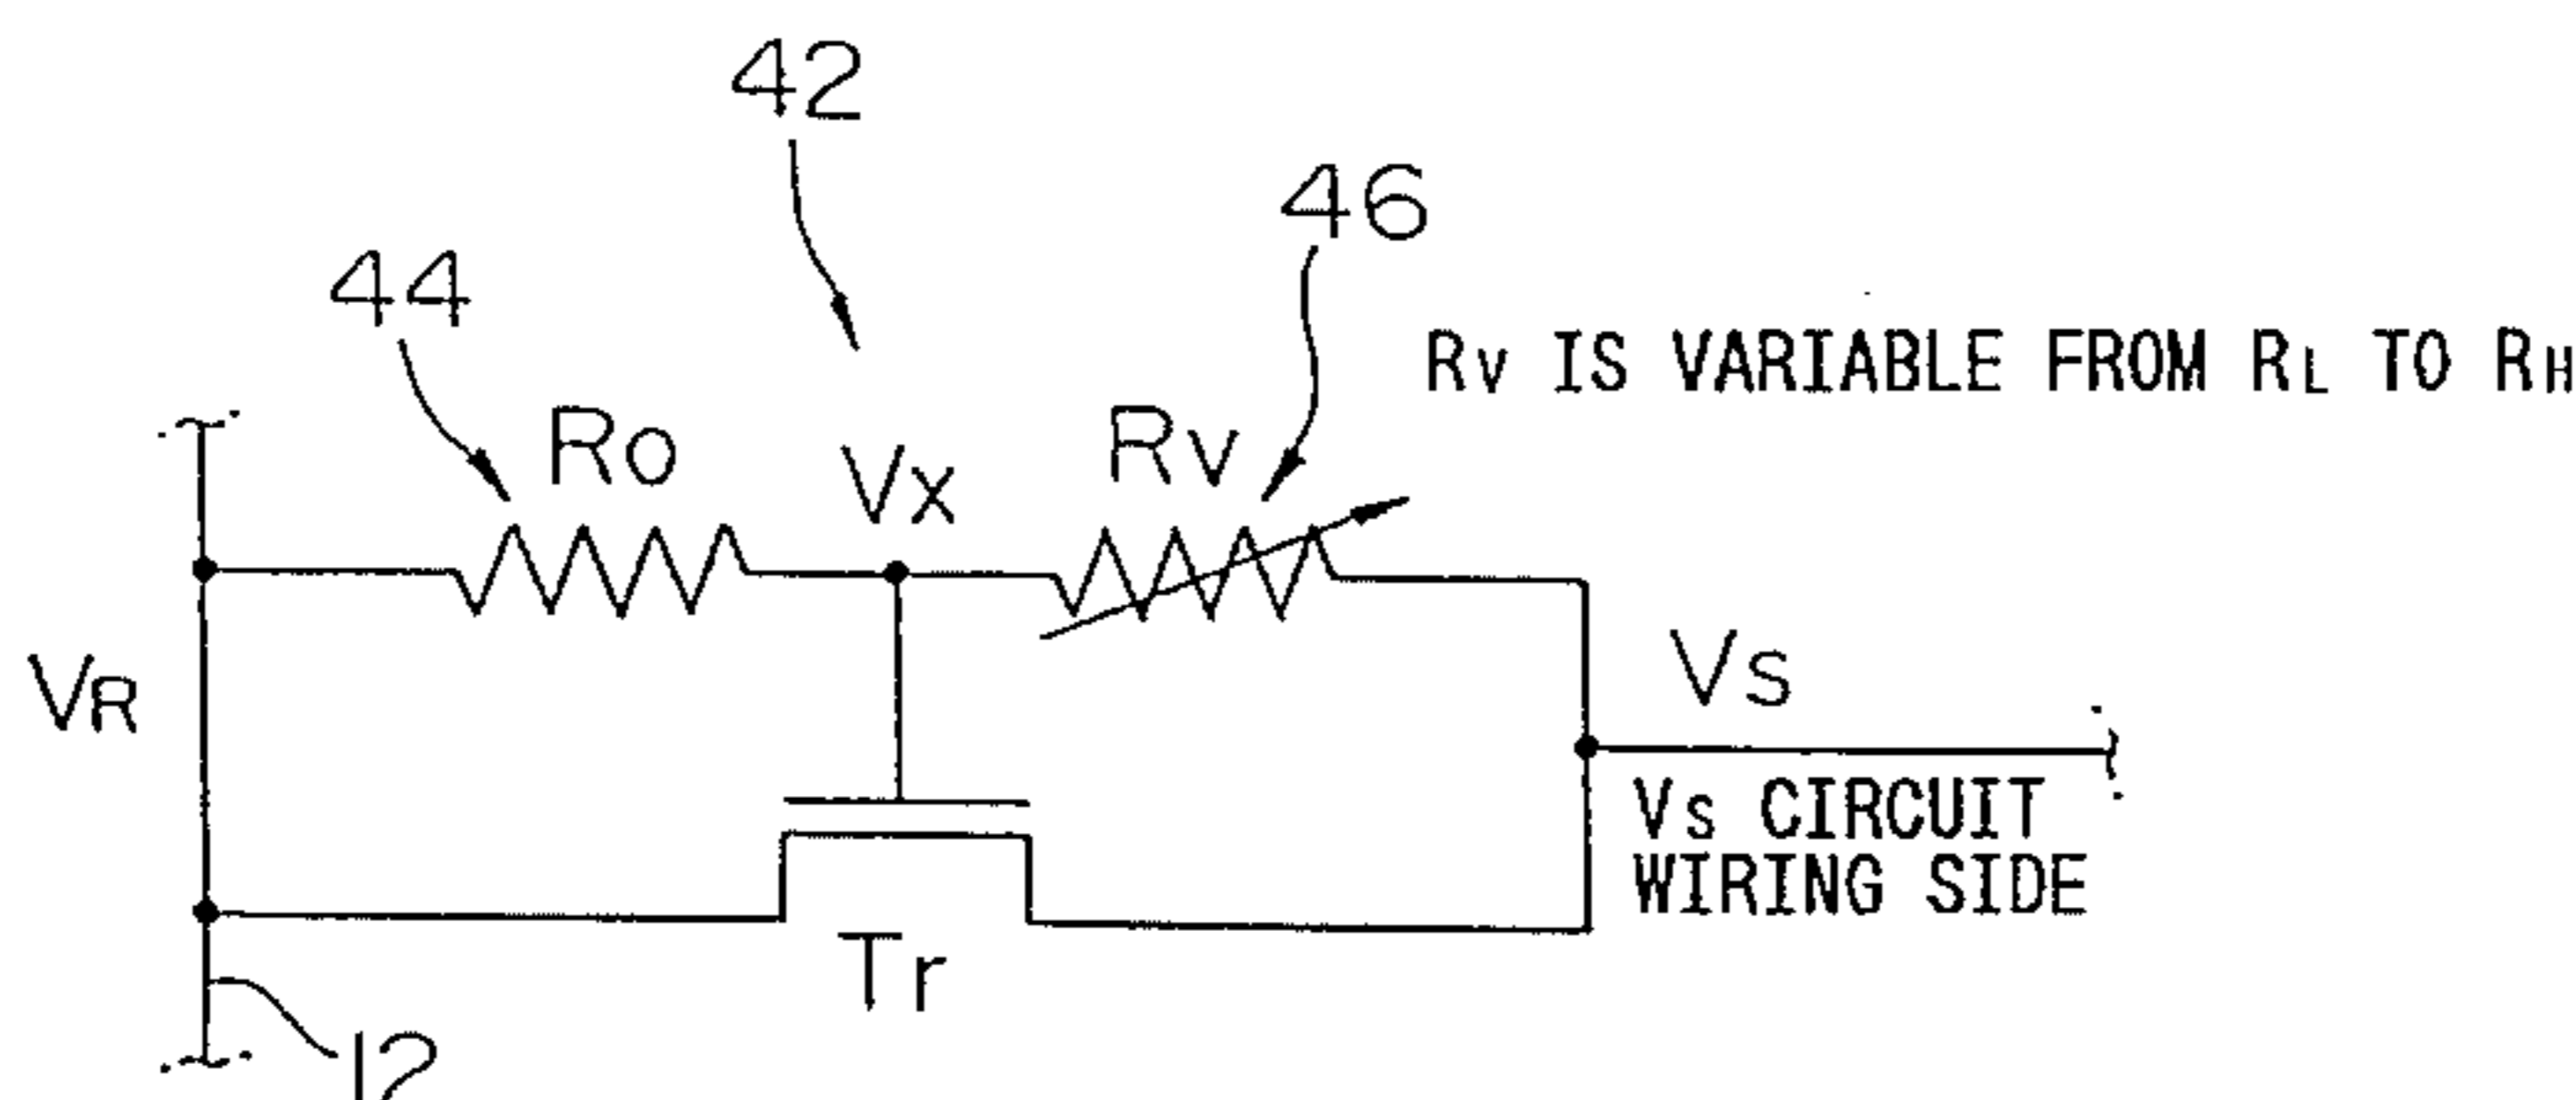 42
46
44
RV IS VARIABLE FROM RL TO RH
Ro
Vx
Rv
VR
Vs
Vs CIRCUIT
WIRING SIDE
Tr
12